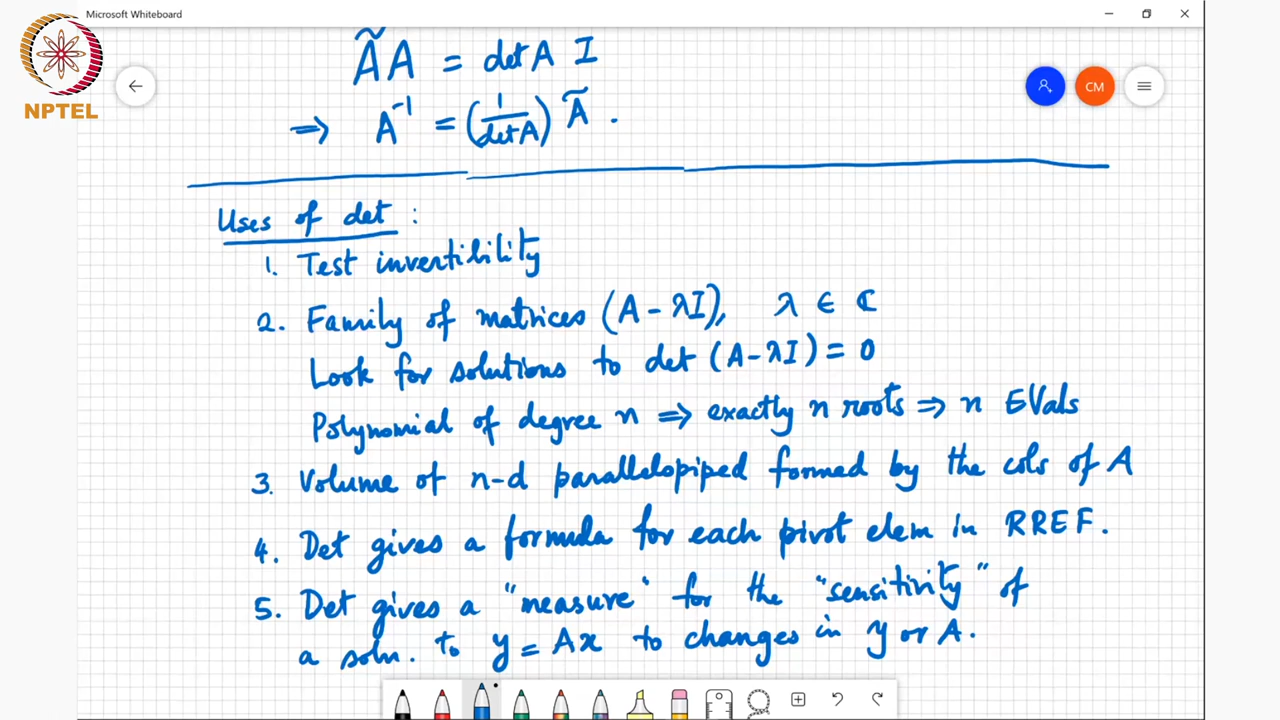 Microsoft Whiteboard
NPTEL
CM
Ã A = det A I
⇒ A⁻¹ = (1/det A) Ã .
Uses of det :
1. Test invertibility
2. Family of matrices (A - λI), λ ∈ ℂ
Look for solutions to det (A - λI) = 0
Polynomial of degree n ⇒ exactly n roots ⇒ n EVals
3. Volume of n-d parallelopiped formed by the cols of A
4. Det gives a formula for each pivot elem in RREF.
5. Det gives a "measure" for the "sensitivity" of
a soln. to y = Ax to changes in y or A.